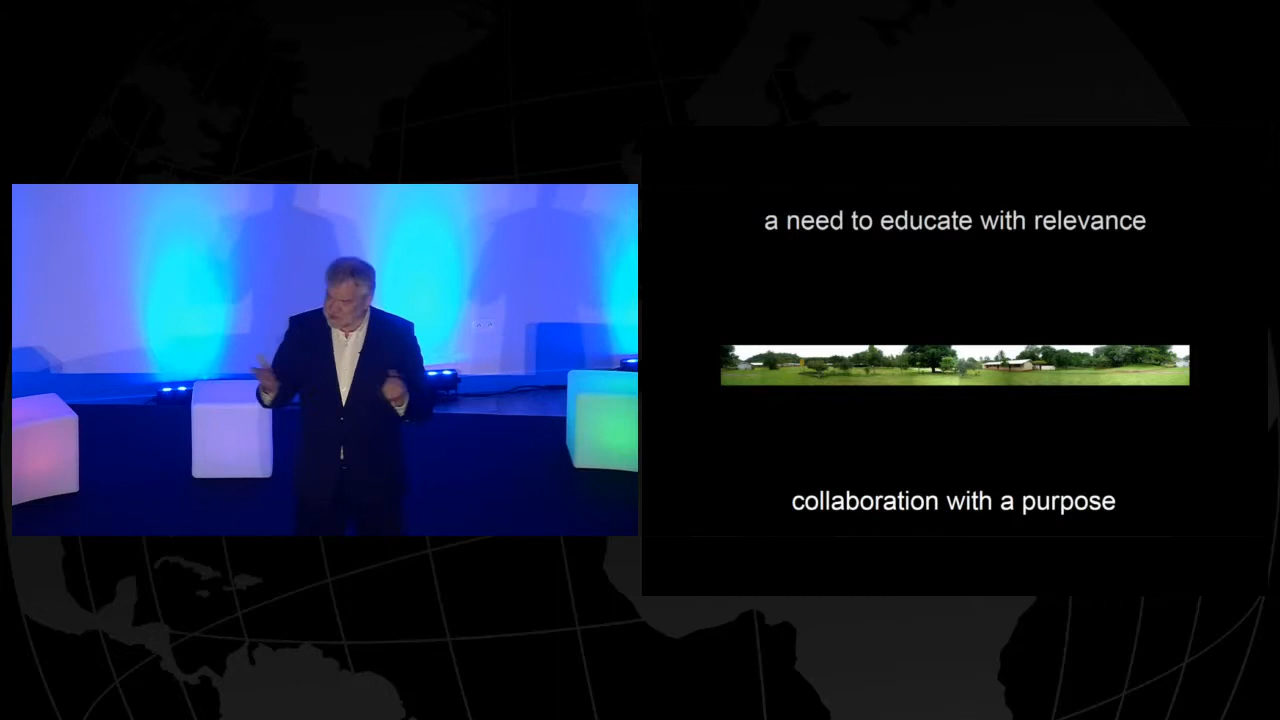 a need to educate with relevance
collaboration with a purpose